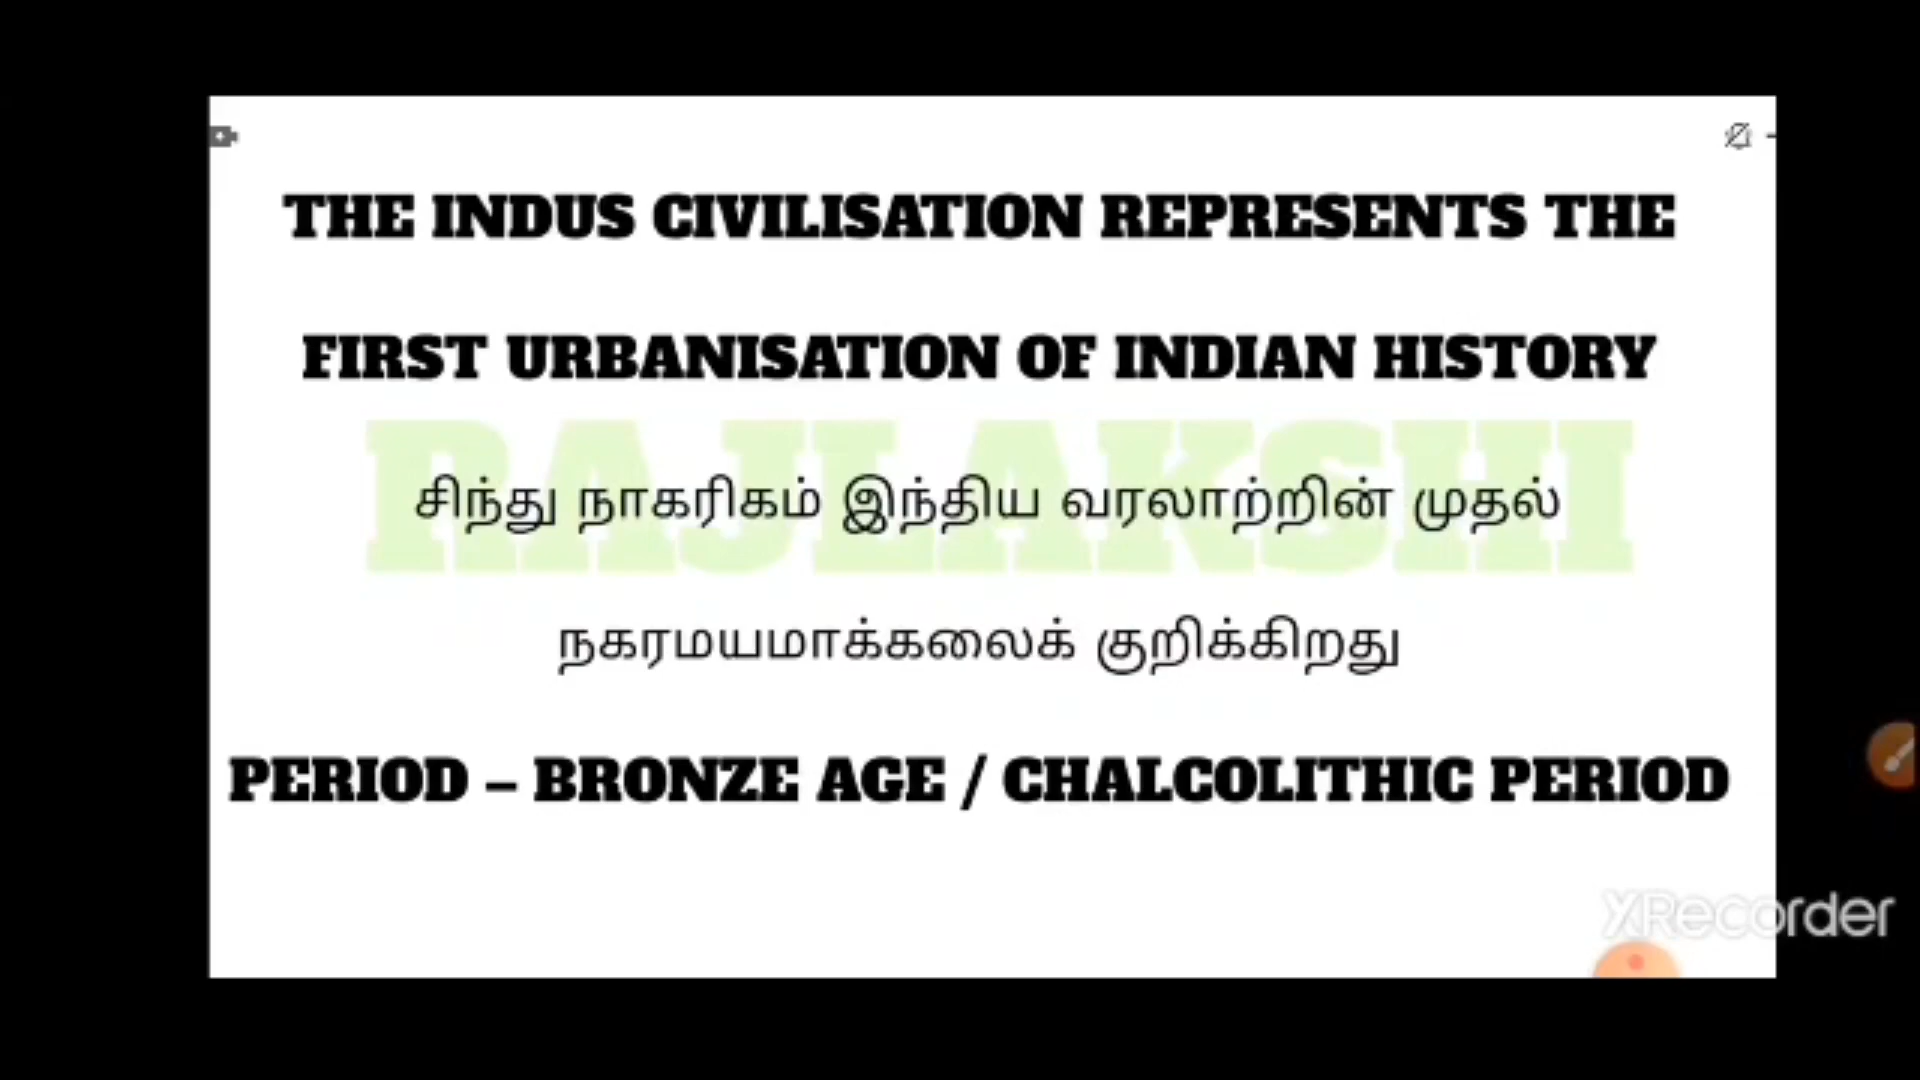 THE INDUS CIVILISATION REPRESENTS THE
FIRST URBANISATION OF INDIAN HISTORY
RAJLAKSHI
சிந்து நாகரிகம் இந்திய வரலாற்றின் முதல்
நகரமயமாக்கலைக் குறிக்கிறது
PERIOD – BRONZE AGE / CHALCOLITHIC PERIOD
XRecorder